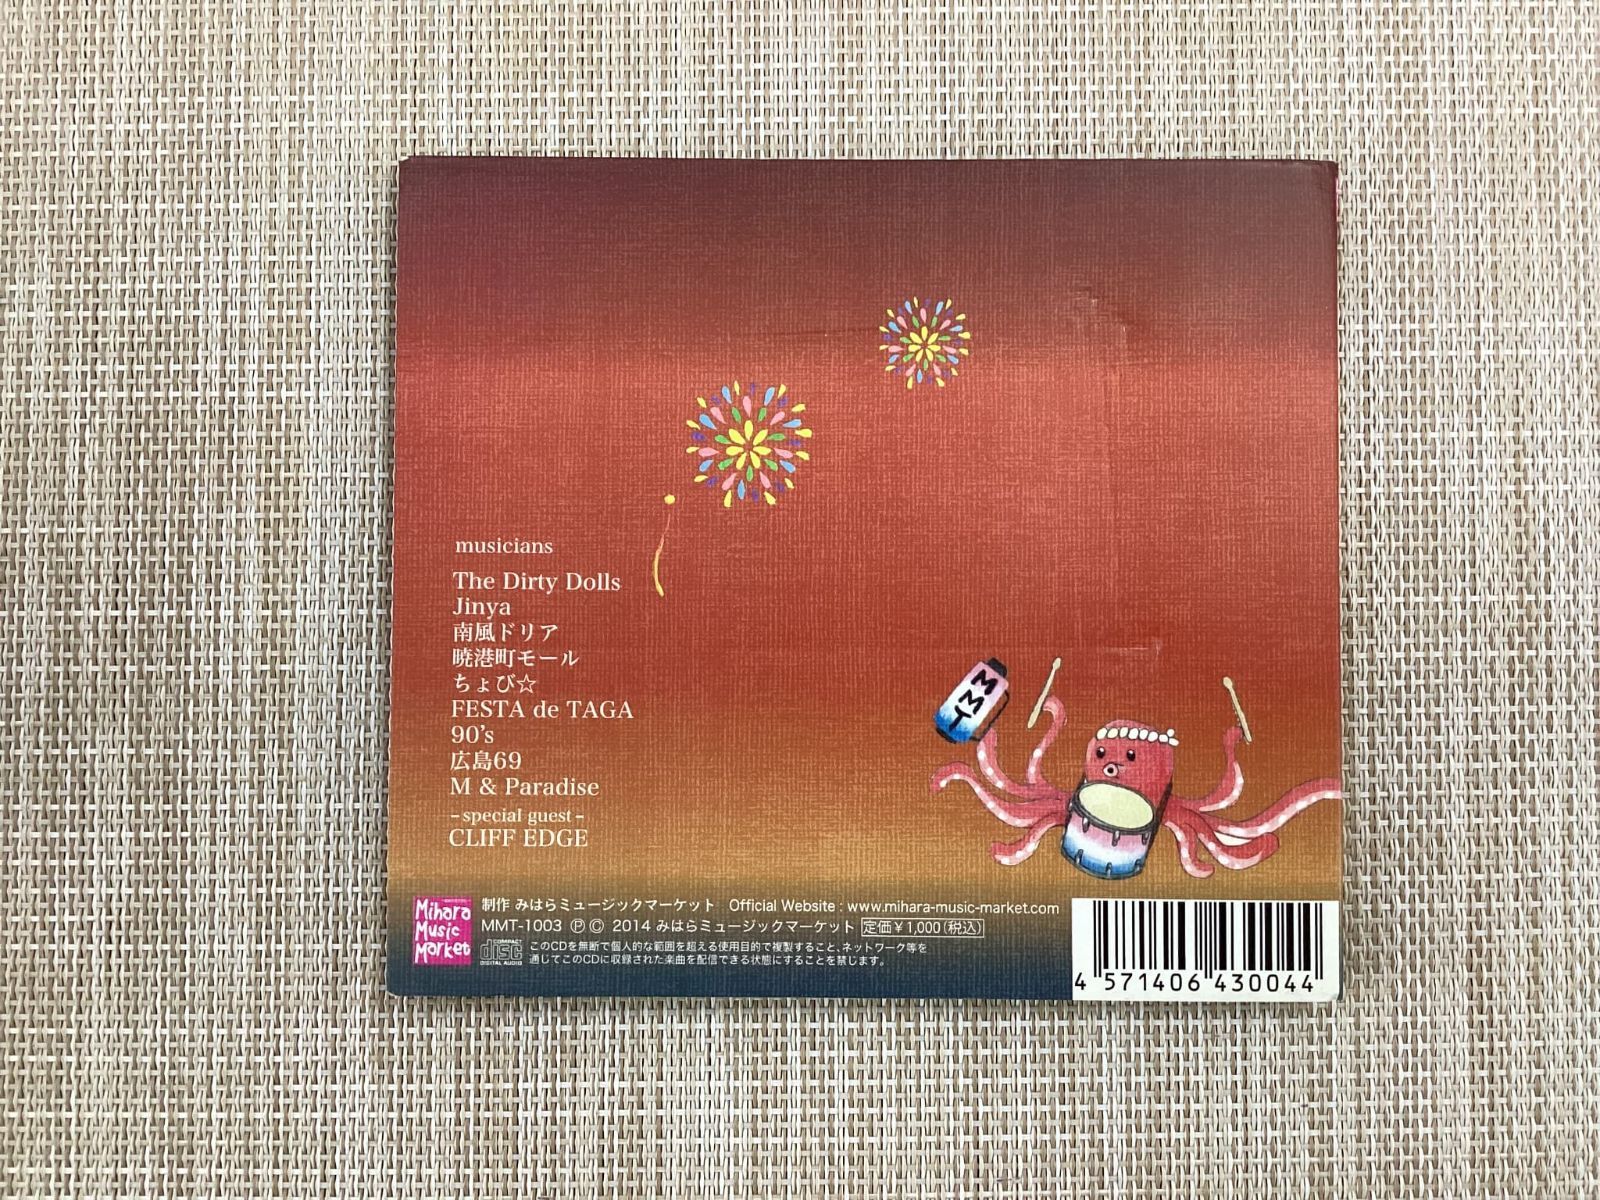 musicians
The Dirty Dolls
Jinya
南風ドリア
暁港町モール
ちょび☆
FESTA de TAGA
90's
広島69
M & Paradise
-special guest-
CLIFF EDGE
MMT
Mihara
Music
Market
制作 みはらミュージックマーケット Official Website : www.mihara-music-market.com
MMT-1003 ℗ © 2014 みはらミュージックマーケット 定価¥1,000(税込)
COMPACT
disc
DIGITAL AUDIO
このCDを無断で個人的な範囲を超える使用目的で複製すること、ネットワーク等を
通じてこのCDに収録された楽曲を配信できる状態にすることを禁じます。
4 571406 430044